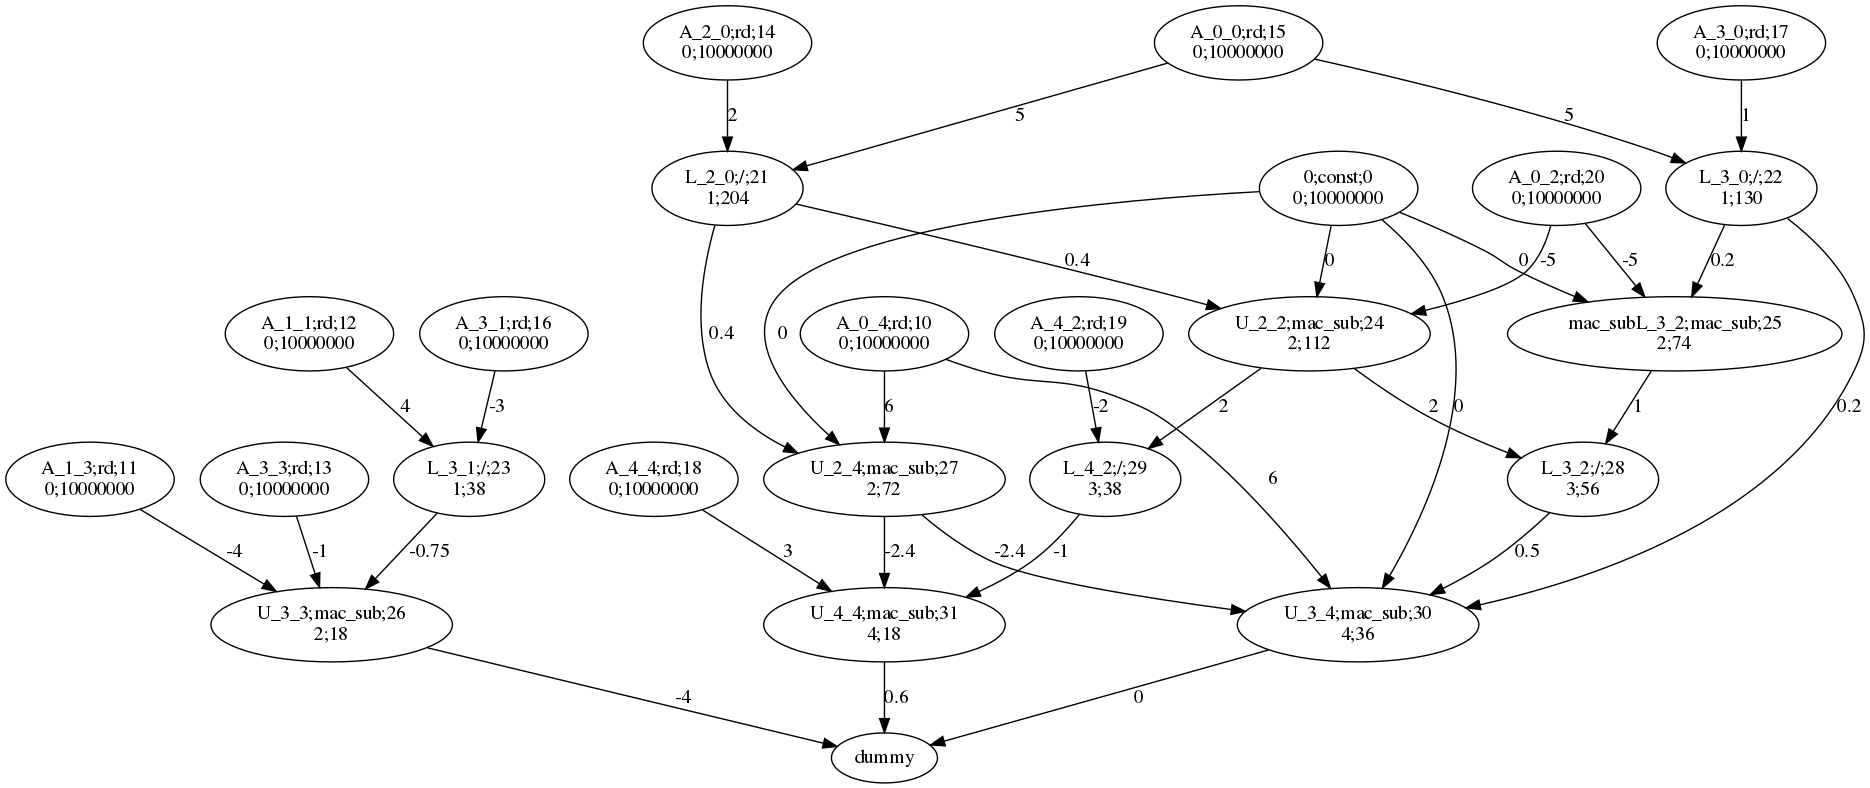 A_2_0;rd;14
0;10000000
A_0_0;rd;15
0;10000000
A_3_0;rd;17
0;10000000
2
5
5
1
L_2_0;/;21
1;204
0;const;0
0;10000000
A_0_2;rd;20
0;10000000
L_3_0;/;22
1;130
0.4
0
0
-5
-5
0.2
A_1_1;rd;12
0;10000000
A_3_1;rd;16
0;10000000
0.4
0
A_0_4;rd;10
0;10000000
A_4_2;rd;19
0;10000000
U_2_2;mac_sub;24
2;112
mac_subL_3_2;mac_sub;25
2;74
4
-3
6
-2
2
2
0
1
0.2
A_1_3;rd;11
0;10000000
A_3_3;rd;13
0;10000000
L_3_1;/;23
1;38
A_4_4;rd;18
0;10000000
U_2_4;mac_sub;27
2;72
L_4_2;/;29
3;38
6
L_3_2;/;28
3;56
-4
-1
-0.75
3
-2.4
-2.4
-1
0.5
U_3_3;mac_sub;26
2;18
U_4_4;mac_sub;31
4;18
U_3_4;mac_sub;30
4;36
-4
0.6
0
dummy